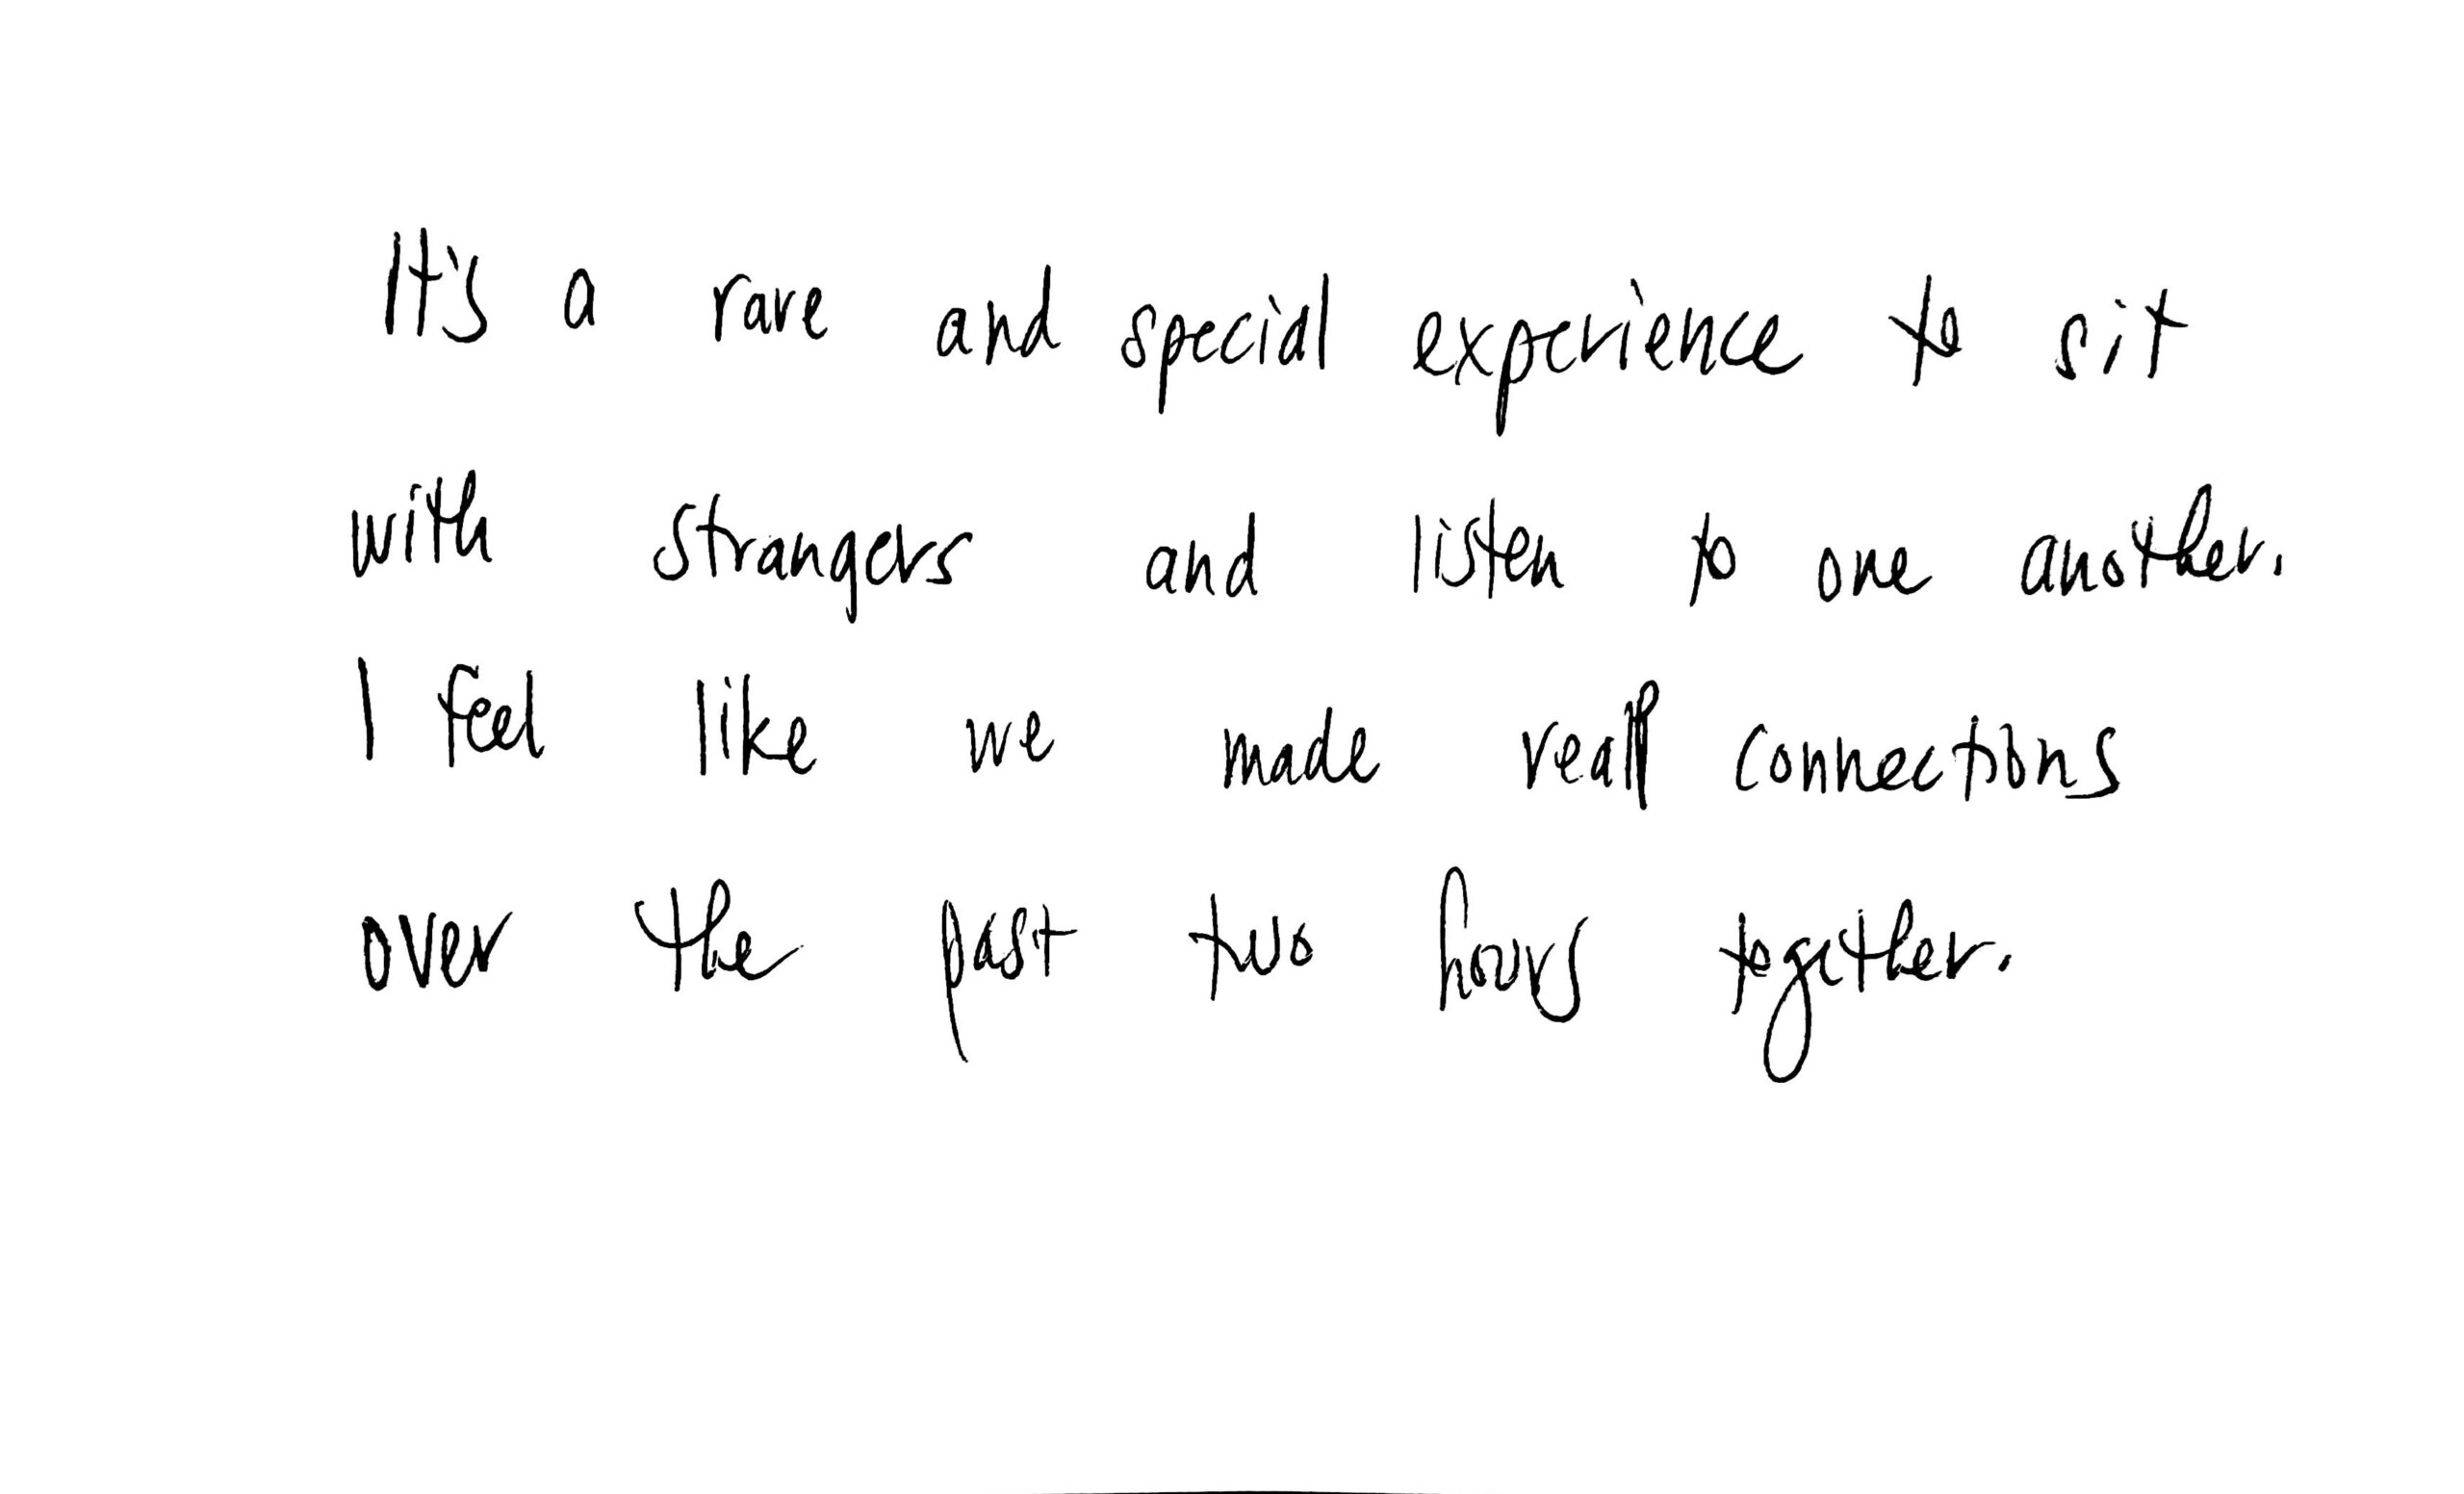 It's a rare and special experience to sit
with strangers and listen to one another.
I feel like we made real connections
over the past two hours together.